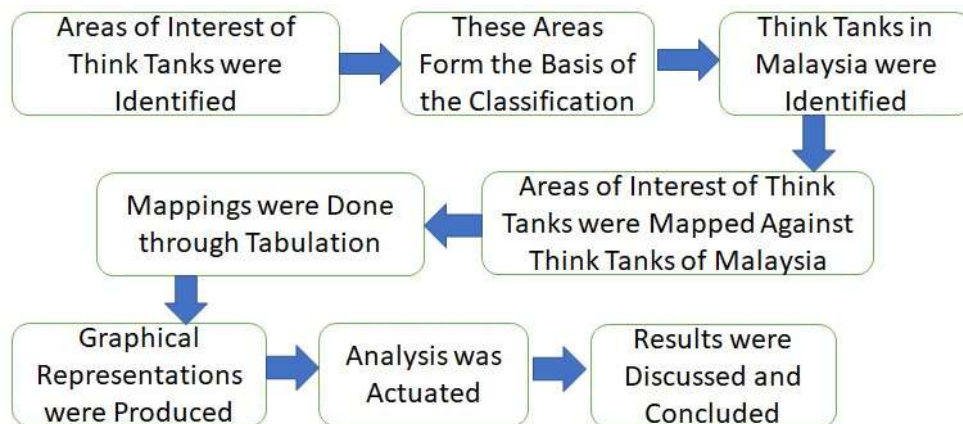 Areas of Interest of
Think Tanks were
Identified
These Areas
Form the Basis of
the Classification
Think Tanks in
Malaysia were
Identified
Areas of Interest of Think
Tanks were Mapped Against
Think Tanks of Malaysia
Mappings were Done
through Tabulation
Graphical
Representations
were Produced
Analysis was
Actuated
Results were
Discussed and
Concluded